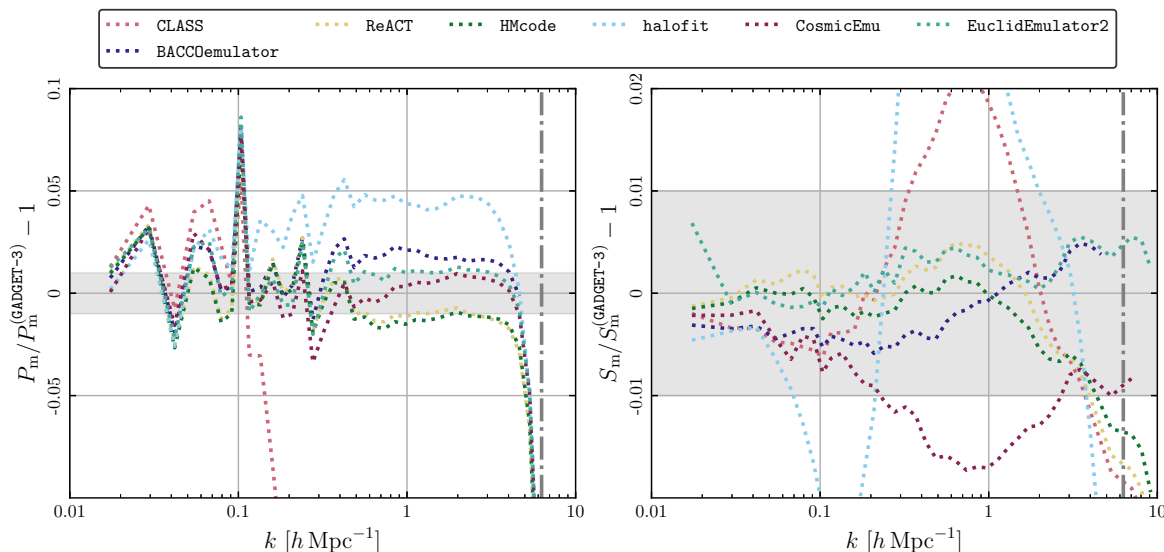 CLASS ReACT HMcode halofit CosmicEmu EuclidEmulator2
BACCOemulator
0.1
0.05
0
-0.05
P_m/P_m^(GADGET-3) − 1
0.01 0.1 1 10
k [h Mpc⁻¹]
0.02
0.01
0
-0.01
S_m/S_m^(GADGET-3) − 1
0.01 0.1 1 10
k [h Mpc⁻¹]